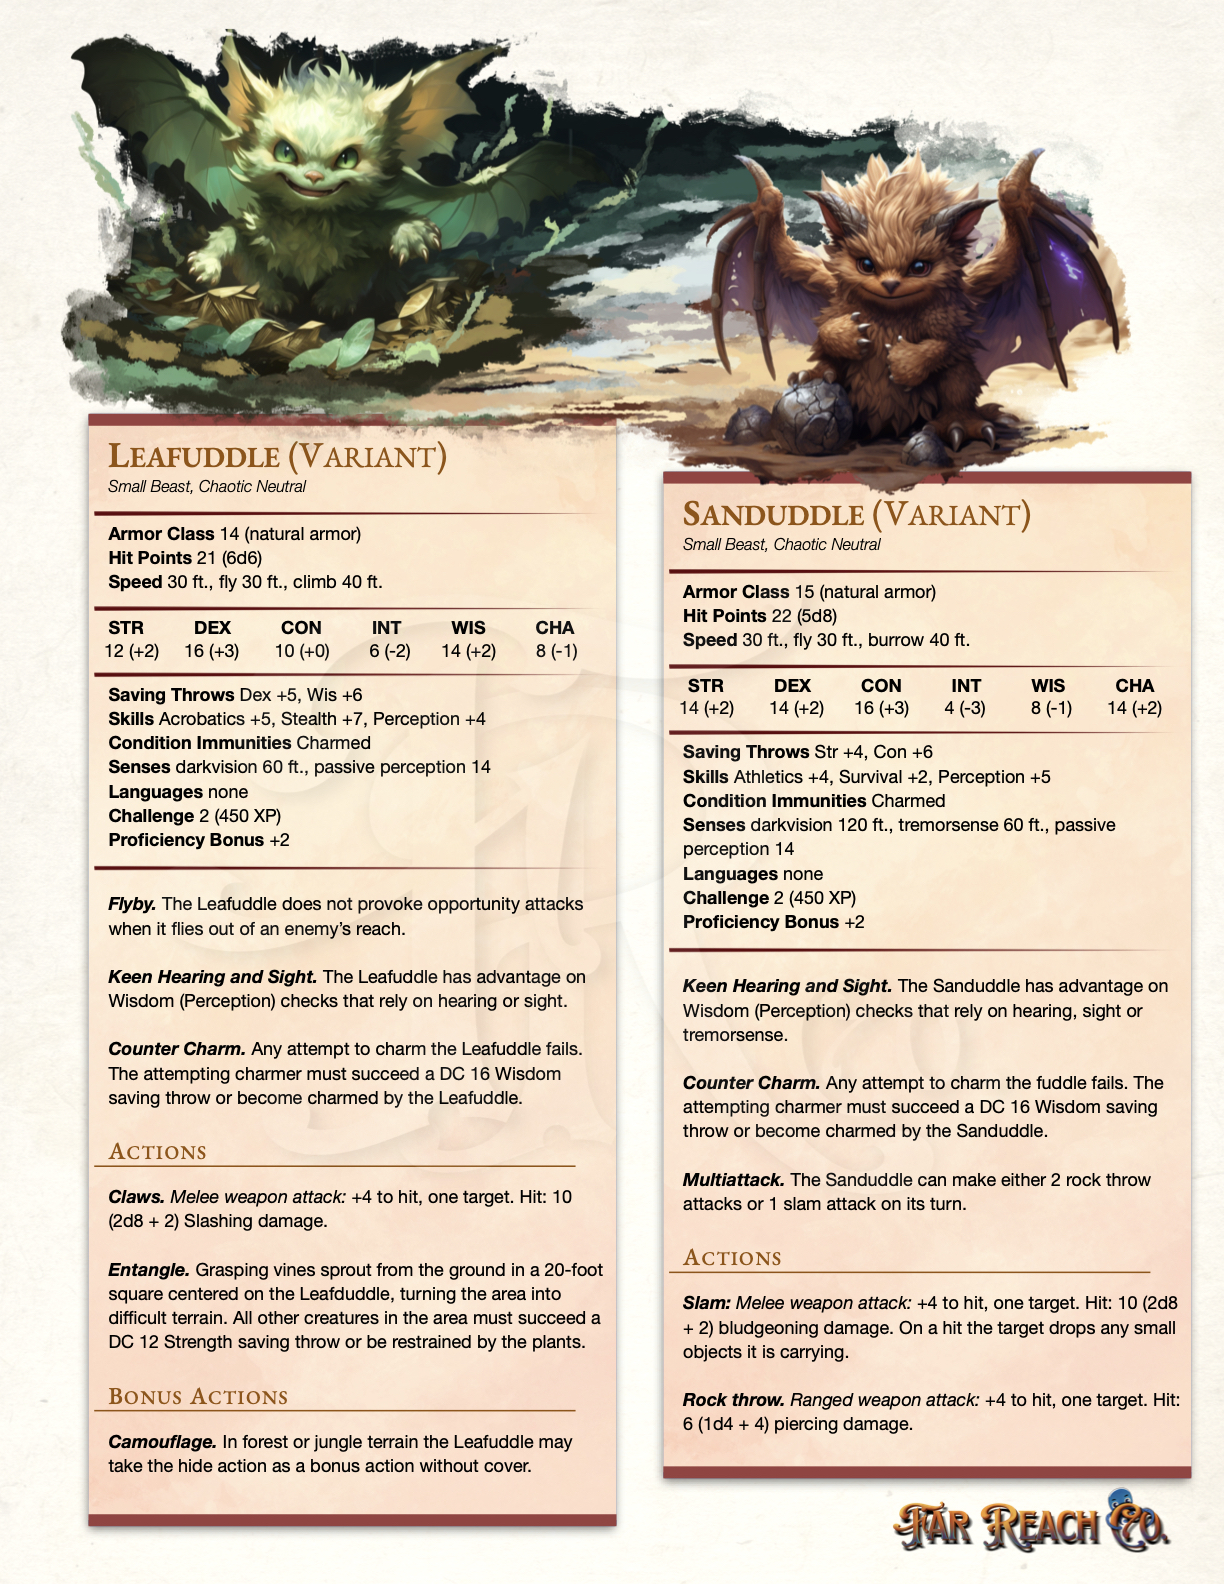 LEAFUDDLE (VARIANT)
Small Beast, Chaotic Neutral
Armor Class 14 (natural armor)
Hit Points 21 (6d6)
Speed 30 ft., fly 30 ft., climb 40 ft.
STR DEX CON INT WIS CHA
12 (+2) 16 (+3) 10 (+0) 6 (-2) 14 (+2) 8 (-1)
Saving Throws Dex +5, Wis +6
Skills Acrobatics +5, Stealth +7, Perception +4
Condition Immunities Charmed
Senses darkvision 60 ft., passive perception 14
Languages none
Challenge 2 (450 XP)
Proficiency Bonus +2
Flyby. The Leafuddle does not provoke opportunity attacks
when it flies out of an enemy's reach.
Keen Hearing and Sight. The Leafuddle has advantage on
Wisdom (Perception) checks that rely on hearing or sight.
Counter Charm. Any attempt to charm the Leafuddle fails.
The attempting charmer must succeed a DC 16 Wisdom
saving throw or become charmed by the Leafuddle.
ACTIONS
Claws. Melee weapon attack: +4 to hit, one target. Hit: 10
(2d8 + 2) Slashing damage.
Entangle. Grasping vines sprout from the ground in a 20-foot
square centered on the Leafduddle, turning the area into
difficult terrain. All other creatures in the area must succeed a
DC 12 Strength saving throw or be restrained by the plants.
BONUS ACTIONS
Camouflage. In forest or jungle terrain the Leafuddle may
take the hide action as a bonus action without cover.
SANDUDDLE (VARIANT)
Small Beast, Chaotic Neutral
Armor Class 15 (natural armor)
Hit Points 22 (5d8)
Speed 30 ft., fly 30 ft., burrow 40 ft.
STR DEX CON INT WIS CHA
14 (+2) 14 (+2) 16 (+3) 4 (-3) 8 (-1) 14 (+2)
Saving Throws Str +4, Con +6
Skills Athletics +4, Survival +2, Perception +5
Condition Immunities Charmed
Senses darkvision 120 ft., tremorsense 60 ft., passive
perception 14
Languages none
Challenge 2 (450 XP)
Proficiency Bonus +2
Keen Hearing and Sight. The Sanduddle has advantage on
Wisdom (Perception) checks that rely on hearing, sight or
tremorsense.
Counter Charm. Any attempt to charm the fuddle fails. The
attempting charmer must succeed a DC 16 Wisdom saving
throw or become charmed by the Sanduddle.
Multiattack. The Sanduddle can make either 2 rock throw
attacks or 1 slam attack on its turn.
ACTIONS
Slam: Melee weapon attack: +4 to hit, one target. Hit: 10 (2d8
+ 2) bludgeoning damage. On a hit the target drops any small
objects it is carrying.
Rock throw. Ranged weapon attack: +4 to hit, one target. Hit:
6 (1d4 + 4) piercing damage.
FAR REACH CO.